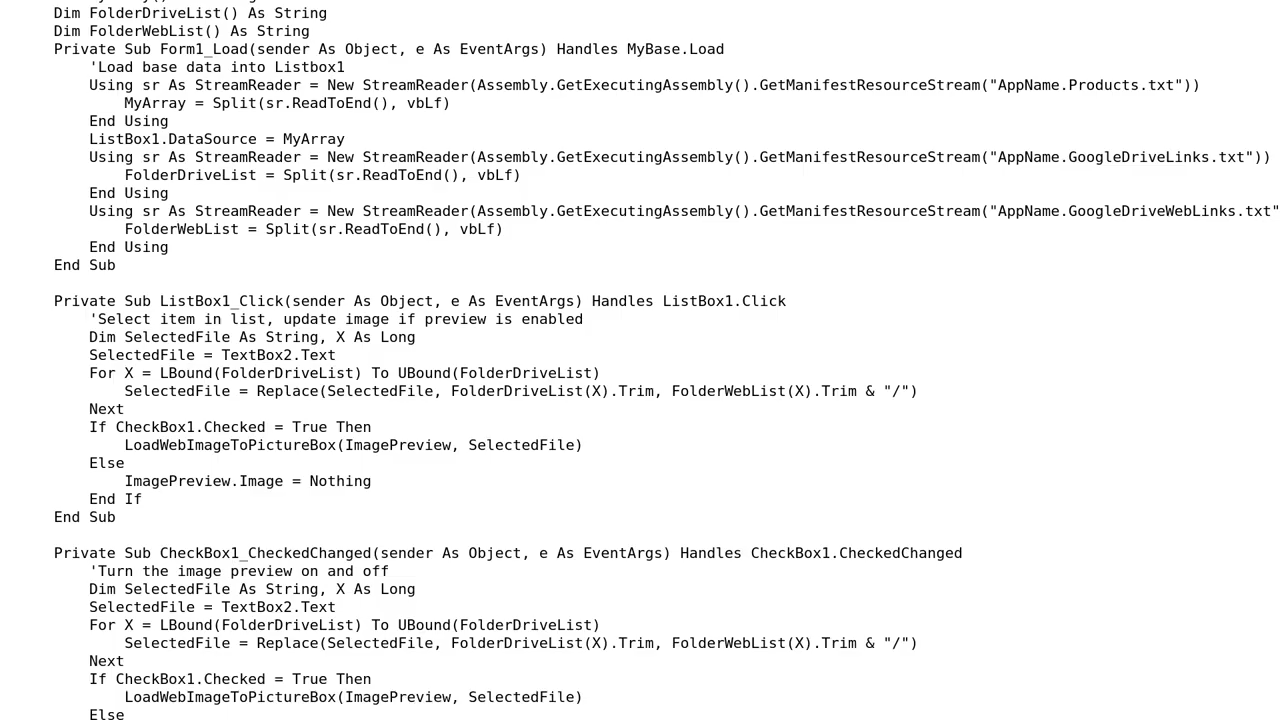 Dim FolderDriveList() As String
Dim FolderWebList() As String
Private Sub Form1_Load(sender As Object, e As EventArgs) Handles MyBase.Load
'Load base data into Listbox1
Using sr As StreamReader = New StreamReader(Assembly.GetExecutingAssembly().GetManifestResourceStream("AppName.Products.txt"))
MyArray = Split(sr.ReadToEnd(), vbLf)
End Using
ListBox1.DataSource = MyArray
Using sr As StreamReader = New StreamReader(Assembly.GetExecutingAssembly().GetManifestResourceStream("AppName.GoogleDriveLinks.txt"))
FolderDriveList = Split(sr.ReadToEnd(), vbLf)
End Using
Using sr As StreamReader = New StreamReader(Assembly.GetExecutingAssembly().GetManifestResourceStream("AppName.GoogleDriveWebLinks.txt"
FolderWebList = Split(sr.ReadToEnd(), vbLf)
End Using
End Sub
Private Sub ListBox1_Click(sender As Object, e As EventArgs) Handles ListBox1.Click
'Select item in list, update image if preview is enabled
Dim SelectedFile As String, X As Long
SelectedFile = TextBox2.Text
For X = LBound(FolderDriveList) To UBound(FolderDriveList)
SelectedFile = Replace(SelectedFile, FolderDriveList(X).Trim, FolderWebList(X).Trim & "/")
Next
If CheckBox1.Checked = True Then
LoadWebImageToPictureBox(ImagePreview, SelectedFile)
Else
ImagePreview.Image = Nothing
End If
End Sub
Private Sub CheckBox1_CheckedChanged(sender As Object, e As EventArgs) Handles CheckBox1.CheckedChanged
'Turn the image preview on and off
Dim SelectedFile As String, X As Long
SelectedFile = TextBox2.Text
For X = LBound(FolderDriveList) To UBound(FolderDriveList)
SelectedFile = Replace(SelectedFile, FolderDriveList(X).Trim, FolderWebList(X).Trim & "/")
Next
If CheckBox1.Checked = True Then
LoadWebImageToPictureBox(ImagePreview, SelectedFile)
Else